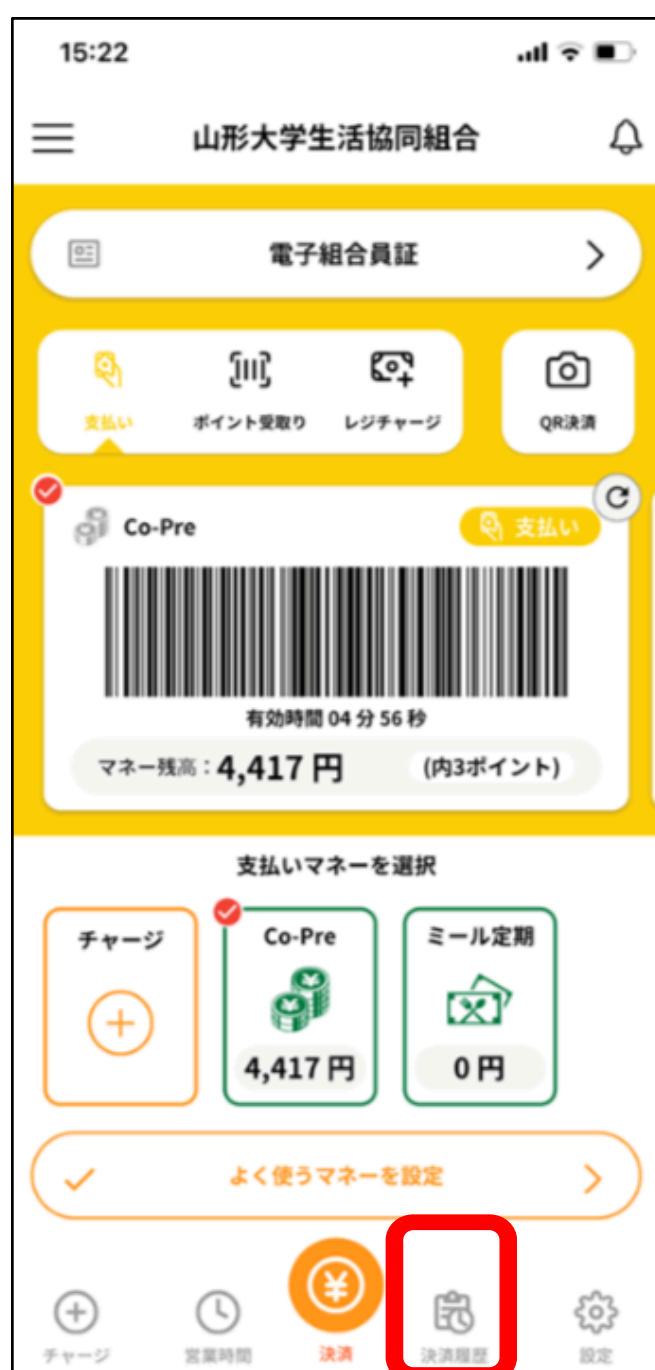 15:22
山形大学生活協同組合
電子組合員証
支払い
ポイント受取り
レジチャージ
QR決済
Co-Pre
支払い
有効時間 04 分 56 秒
マネー残高：4,417 円 (内3ポイント)
支払いマネーを選択
チャージ
Co-Pre
ミール定期
4,417 円
0 円
よく使うマネーを設定
チャージ
営業時間
決済
決済履歴
設定